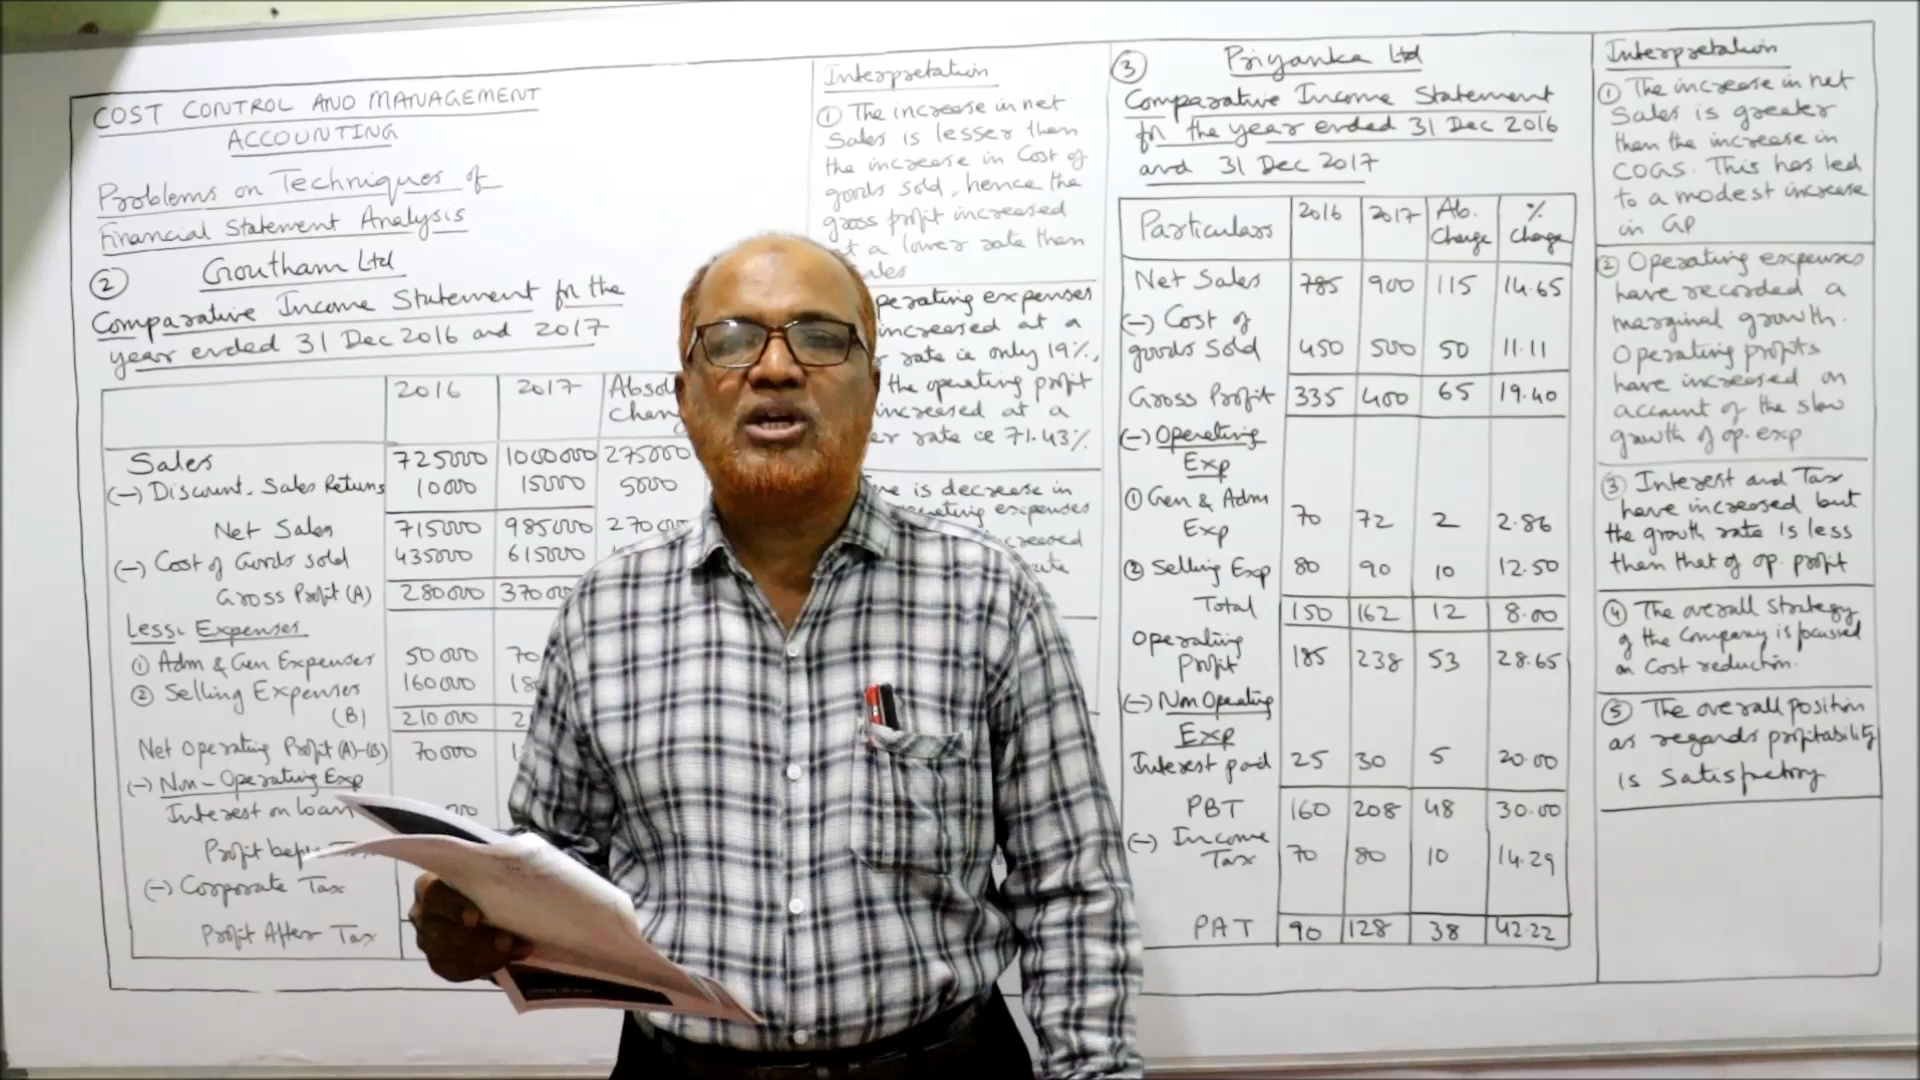 COST CONTROL AND MANAGEMENT
ACCOUNTING
Problems on Techniques of
Financial Statement Analysis
② Goutham Ltd
Comparative Income Statement for the
year ended 31 Dec 2016 and 2017
2016 2017
Sales 725000 1000000 275000
(-) Discount - Sales Returns 10000 15000 5000
Net Sales 715000 985000
(-) Cost of Goods sold 435000 615000
Gross Profit (A) 280000
Less: Expenses
① Adm & Gen Expenses 50000
② Selling Expenses 160000
(B) 210000
Net Operating Profit (A)-(B) 70000
(-) Non-Operating Exp
Interest on loan
Profit
(-) Corporate Tax
Profit After Tax
Interpretation
① The increase in net
Sales is lesser than
the increase in Cost of
goods sold, hence the
gross profit increased
a lower rate than
expenses
increased at a
rate ie only 19%,
the operating profit
increased at a
rate ie 71.43%
is decrease in
expenses
③ Priyanka Ltd
Comparative Income Statement
for the year ended 31 Dec 2016
and 31 Dec 2017
Particulars 2016 2017 Ab. Change % Change
Net Sales 785 900 115 14.65
(-) Cost of
goods Sold 450 500 50 11.11
Gross Profit 335 400 65 19.40
(-) Operating
Exp
① Gen & Adm
Exp 70 72 2 2.86
② Selling Exp 80 90 10 12.50
Total 150 162 12 8.00
Operating
Profit 185 238 53 28.65
(-) Non Operating
Exp
Interest paid 25 30 5 20.00
PBT 160 208 48 30.00
(-) Income
Tax 70 80 10 14.29
PAT 90 128 38 42.22
Interpretation
① The increase in net
Sales is greater
than the increase in
COGS. This has led
to a modest increase
in GP
② Operating expenses
have recorded a
marginal growth.
Operating profits
have increased on
account of the slow
growth of op. exp
③ Interest and Tax
have increased but
the growth rate is less
than that of op. profit
④ The overall strategy
of the Company is focussed
on Cost reduction.
⑤ The overall position
as regards profitability
is Satisfactory